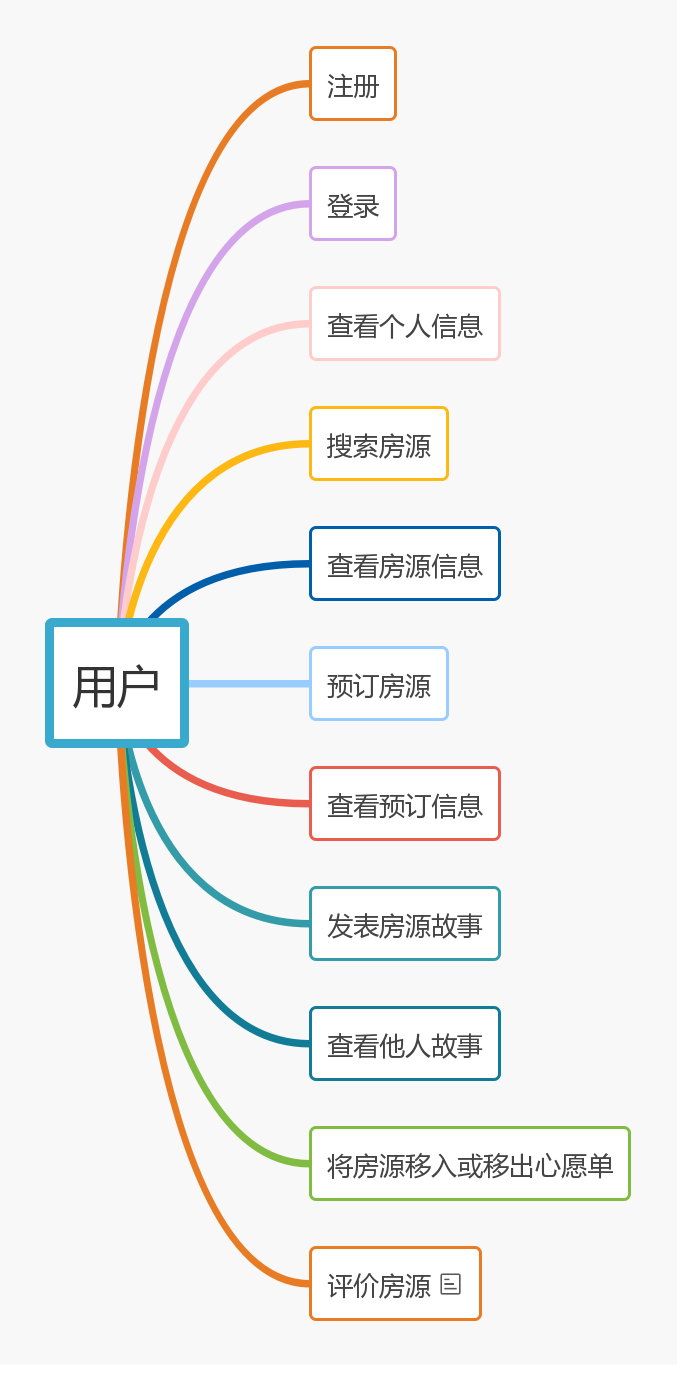 注册
登录
查看个人信息
搜索房源
查看房源信息
用户
预订房源
查看预订信息
发表房源故事
查看他人故事
将房源移入或移出心愿单
评价房源